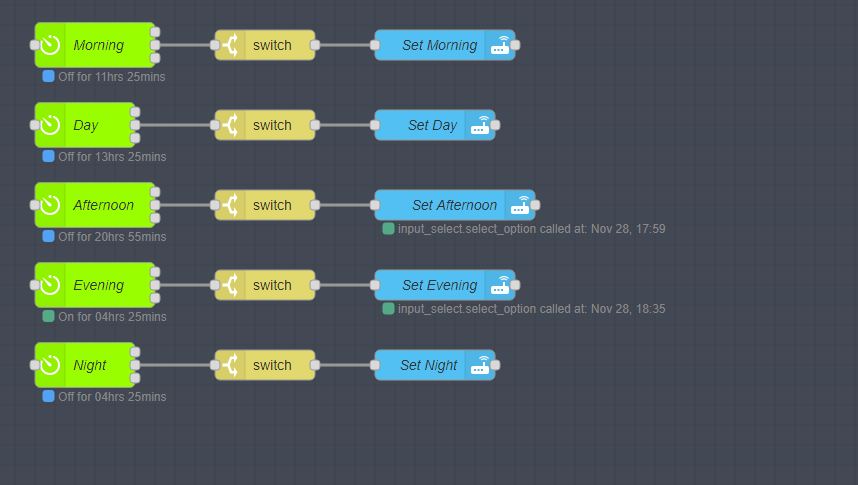 Morning switch Set Morning
Off for 11hrs 25mins
Day switch Set Day
Off for 13hrs 25mins
Afternoon switch Set Afternoon
Off for 20hrs 55mins input_select.select_option called at: Nov 28, 17:59
Evening switch Set Evening
On for 04hrs 25mins input_select.select_option called at: Nov 28, 18:35
Night switch Set Night
Off for 04hrs 25mins